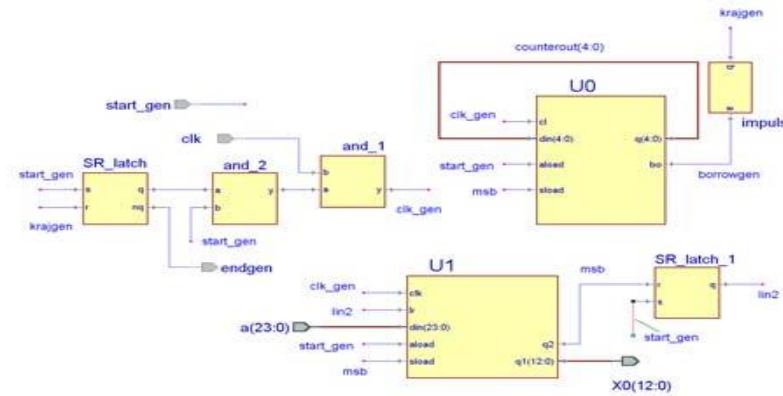 krajgen
counterout(4:0)
q
a
impuls
U0
clk_gen
cl
din(4:0)
q(4:0)
start_gen
aload
bo
borrowgen
msb
sload
start_gen
clk
SR_latch
and_2
and_1
b
a
y
clk_gen
start_gen
s
q
a
y
krajgen
r
nq
b
start_gen
endgen
U1
clk_gen
clk
lin2
a(23:0)
din(23:0)
start_gen
aload
q2
msb
sload
q1(12:0)
X0(12:0)
msb
SR_latch_1
r
q
lin2
s
start_gen